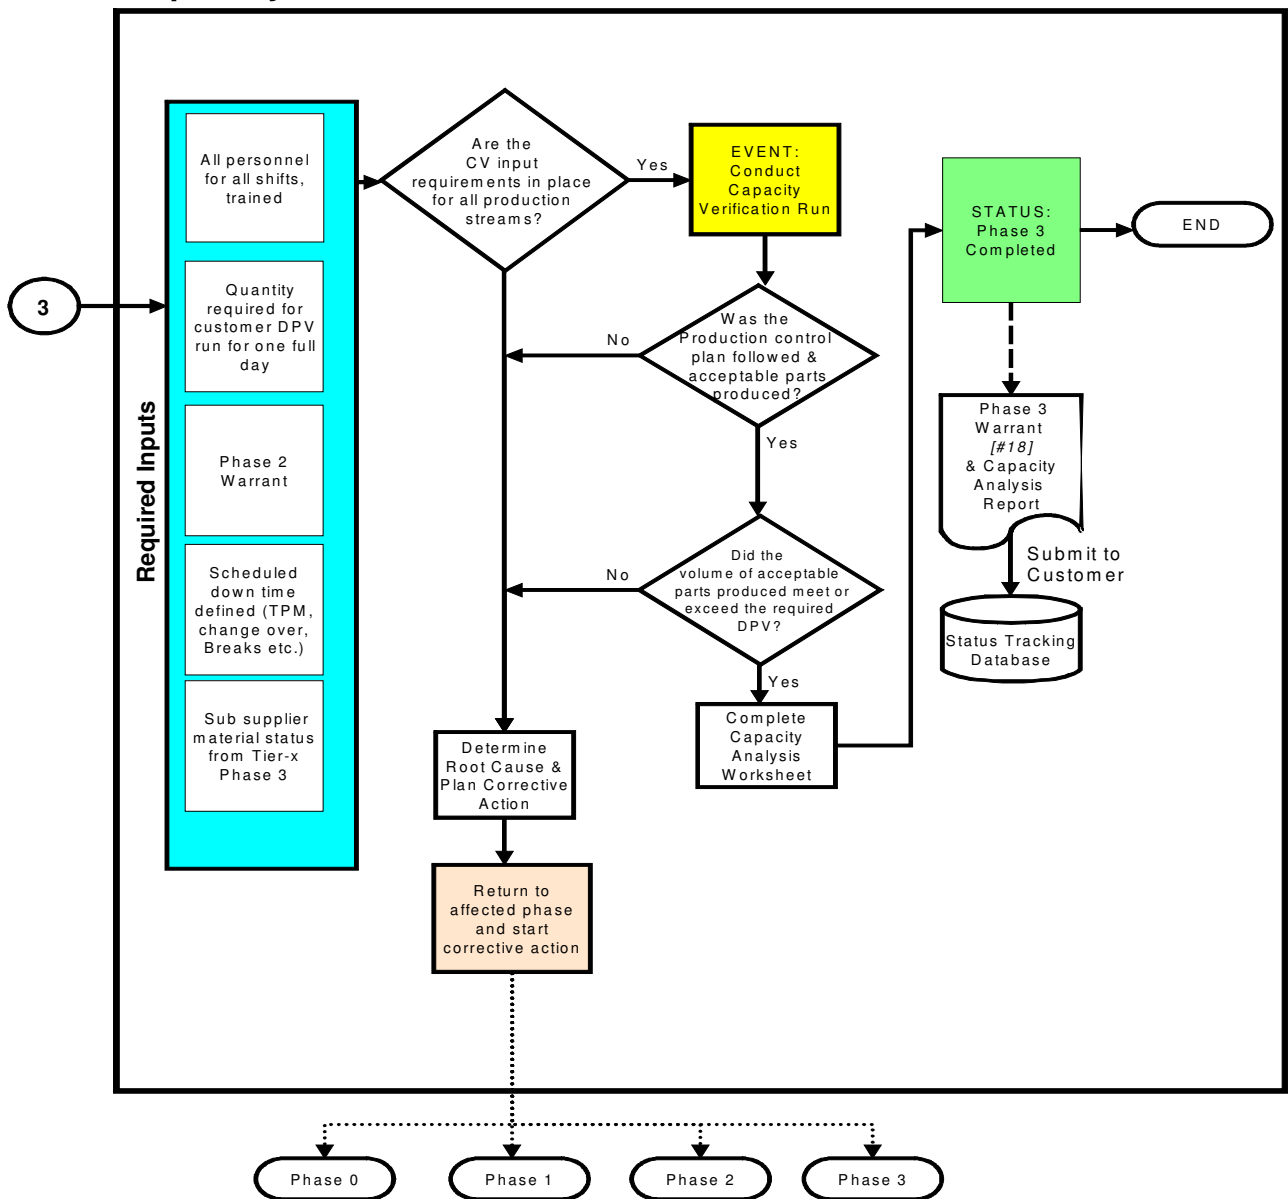 3
Required Inputs
All personnel
for all shifts,
trained
Quantity
required for
customer DPV
run for one full
day
Phase 2
Warrant
Scheduled
down time
defined (TPM,
change over,
Breaks etc.)
Sub supplier
material status
from Tier-x
Phase 3
Are the
CV input
requirements in place
for all production
streams?
Yes
EVENT:
Conduct
Capacity
Verification Run
Was the
Production control
plan followed &
acceptable parts
produced?
No
Yes
Did the
volume of acceptable
parts produced meet or
exceed the required
DPV?
No
Yes
Complete
Capacity
Analysis
Worksheet
Determine
Root Cause &
Plan Corrective
Action
Return to
affected phase
and start
corrective action
STATUS:
Phase 3
Completed
END
Phase 3
Warrant
[#18]
& Capacity
Analysis
Report
Submit to
Customer
Status Tracking
Database
Phase 0
Phase 1
Phase 2
Phase 3